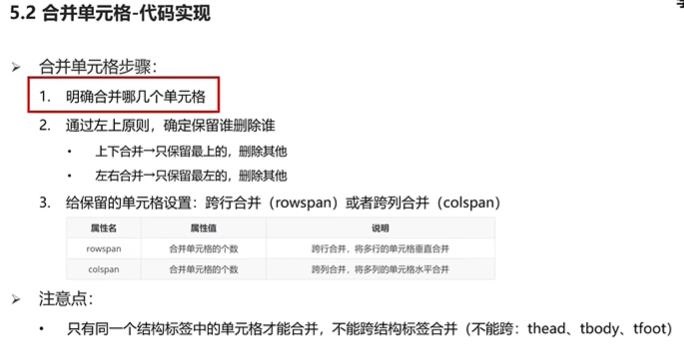 5.2 合并单元格-代码实现
合并单元格步骤：
1. 明确合并哪几个单元格
2. 通过左上原则，确定保留谁删除谁
• 上下合并→只保留最上的，删除其他
• 左右合并→只保留最左的，删除其他
3. 给保留的单元格设置：跨行合并（rowspan）或者跨列合并（colspan）
属性名 属性值 说明
rowspan 合并单元格的个数 跨行合并，将多行的单元格垂直合并
colspan 合并单元格的个数 跨列合并，将多列的单元格水平合并
注意点：
• 只有同一个结构标签中的单元格才能合并，不能跨结构标签合并（不能跨：thead、tbody、tfoot）